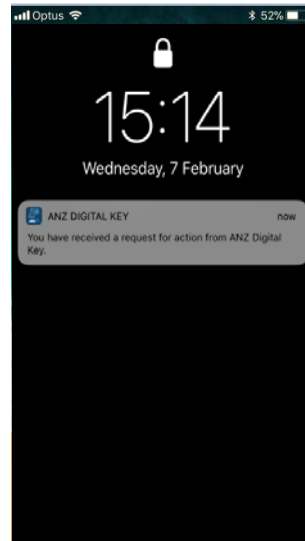 Optus 52%
15:14
Wednesday, 7 February
ANZ DIGITAL KEY now
You have received a request for action from ANZ Digital
Key.